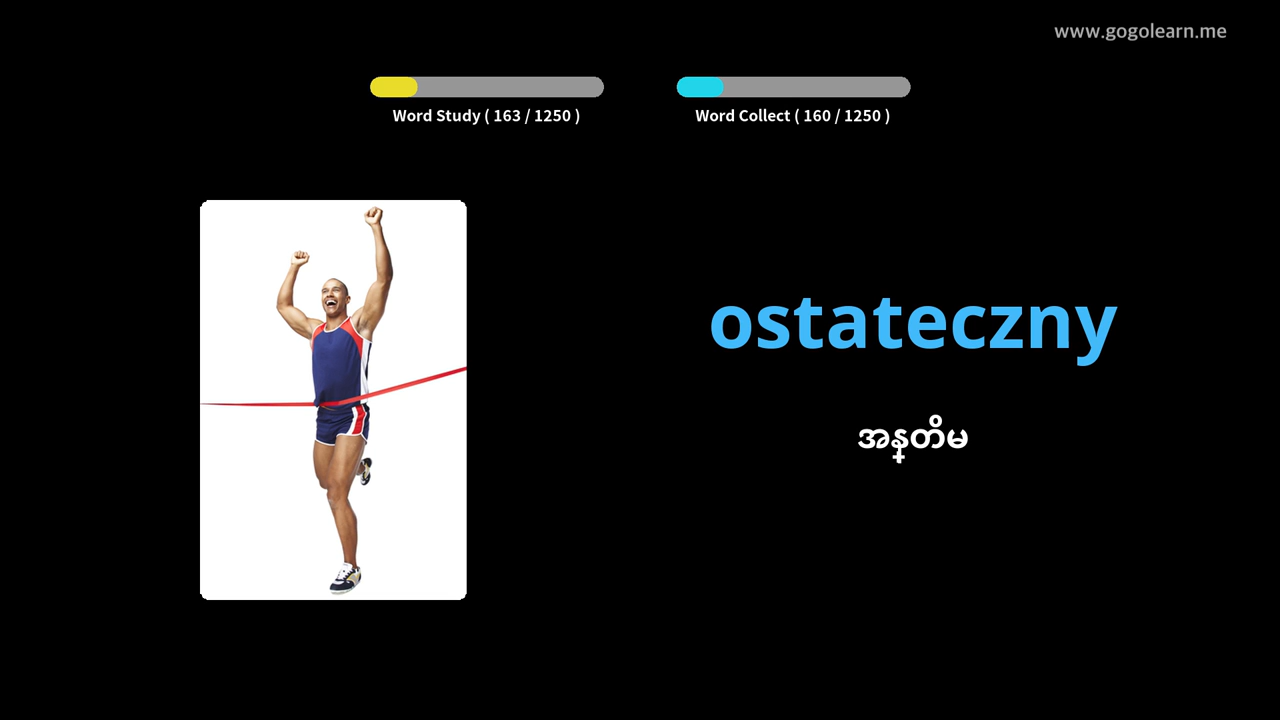 www.gogolearn.me
Word Study ( 163 / 1250 )
Word Collect ( 160 / 1250 )
ostateczny
အန္တိမ